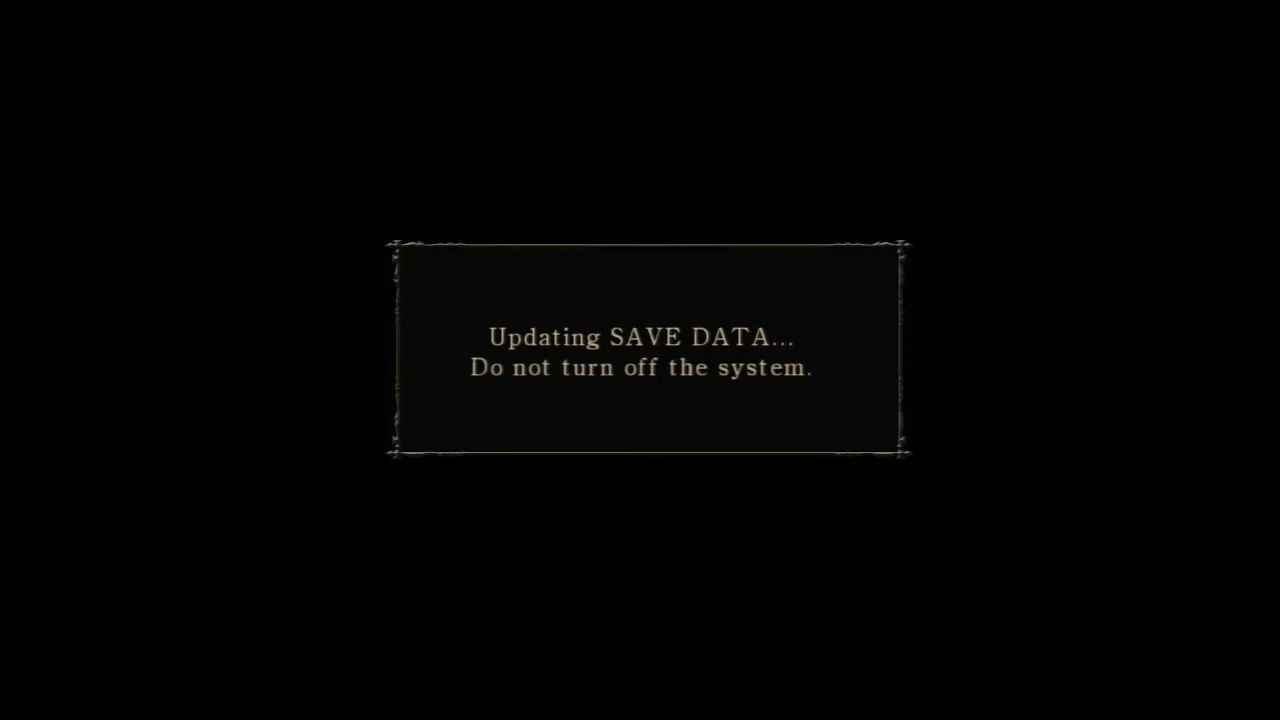 Updating SAVE DATA...
Do not turn off the system.